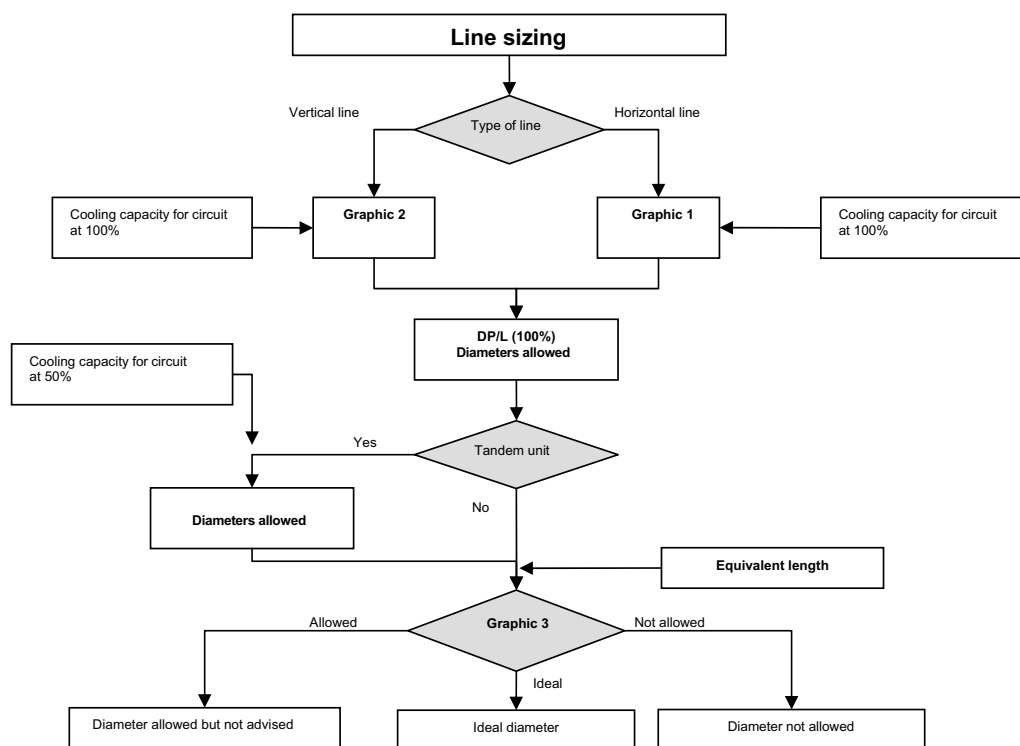 Line sizing
Vertical line
Horizontal line
Type of line
Cooling capacity for circuit
at 100%
Graphic 2
Graphic 1
Cooling capacity for circuit
at 100%
DP/L (100%)
Diameters allowed
Cooling capacity for circuit
at 50%
Yes
Tandem unit
Diameters allowed
No
Equivalent length
Allowed
Graphic 3
Not allowed
Ideal
Diameter allowed but not advised
Ideal diameter
Diameter not allowed